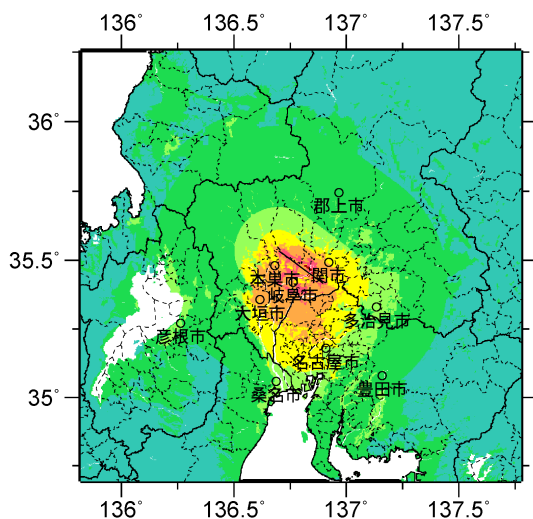 136˚ 136.5˚ 137˚ 137.5˚
36˚
郡上市
35.5˚
関市
本巣市
岐阜市
大垣市
多治見市
彦根市
名古屋市
35˚
豊田市
桑名市
136˚ 136.5˚ 137˚ 137.5˚